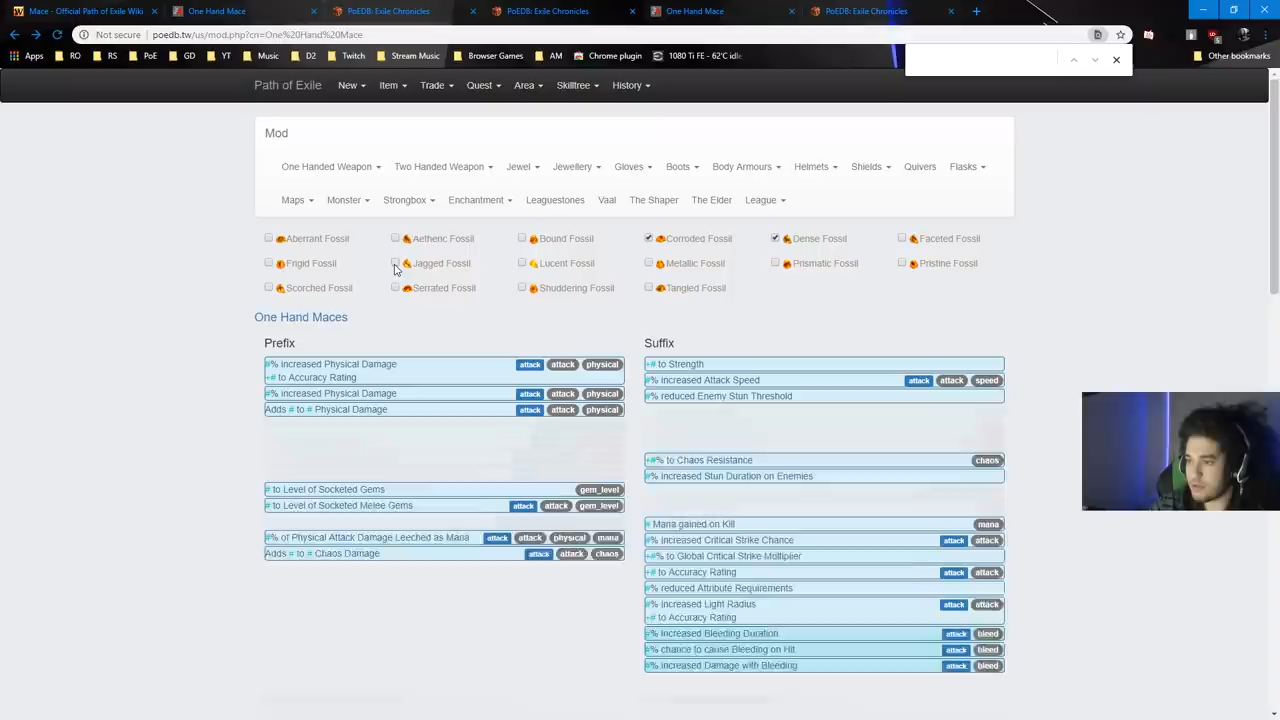 Mace - Official Path of Exile Wiki
One Hand Mace
PoEDB: Exile Chronicles
PoEDB: Exile Chronicles
One Hand Mace
PoEDB: Exile Chronicles
Not secure | poedb.tw/us/mod.php?cn=One%20Hand%20Mace
Apps RO RS PoE GD YT Music D2 Twitch Stream Music Browser Games AM Chrome plugin 1080 Ti FE - 62°C idle Other bookmarks
Path of Exile New Item Trade Quest Area Skilltree History
Mod
One Handed Weapon Two Handed Weapon Jewel Jewellery Gloves Boots Body Armours Helmets Shields Quivers Flasks
Maps Monster Strongbox Enchantment Leaguestones Vaal The Shaper The Elder League
Aberrant Fossil Aetheric Fossil Bound Fossil Corroded Fossil Dense Fossil Faceted Fossil
Frigid Fossil Jagged Fossil Lucent Fossil Metallic Fossil Prismatic Fossil Pristine Fossil
Scorched Fossil Serrated Fossil Shuddering Fossil Tangled Fossil
One Hand Maces
Prefix
#% increased Physical Damage attack attack physical
+# to Accuracy Rating
#% increased Physical Damage attack attack physical
Adds # to # Physical Damage attack attack physical
# to Level of Socketed Gems gem_level
# to Level of Socketed Melee Gems attack attack gem_level
#% of Physical Attack Damage Leeched as Mana attack attack physical mana
Adds # to # Chaos Damage attack attack chaos
Suffix
+# to Strength
#% increased Attack Speed attack attack speed
#% reduced Enemy Stun Threshold
+#% to Chaos Resistance chaos
#% increased Stun Duration on Enemies
# Mana gained on Kill mana
#% increased Critical Strike Chance attack attack
+#% to Global Critical Strike Multiplier
+# to Accuracy Rating attack attack
#% reduced Attribute Requirements
#% increased Light Radius attack attack
+# to Accuracy Rating
#% increased Bleeding Duration attack bleed
#% chance to cause Bleeding on Hit attack bleed
#% increased Damage with Bleeding attack bleed